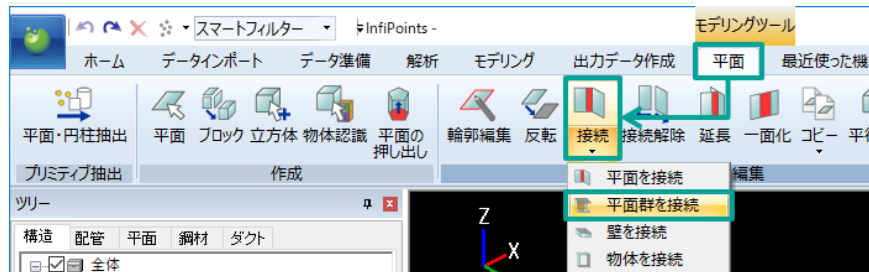 スマートフィルター InfiPoints -
モデリングツール
ホーム データインポート データ準備 解析 モデリング 出力データ作成 平面 最近使った機
平面・円柱抽出 平面 ブロック 立方体 物体認識 平面の押し出し 輪郭編集 反転 接続 接続解除 延長 一面化 コピー 平行
プリミティブ抽出 作成 編集
平面を接続
平面群を接続
壁を接続
物体を接続
ツリー
構造 配管 平面 鋼材 ダクト
全体
Z
X